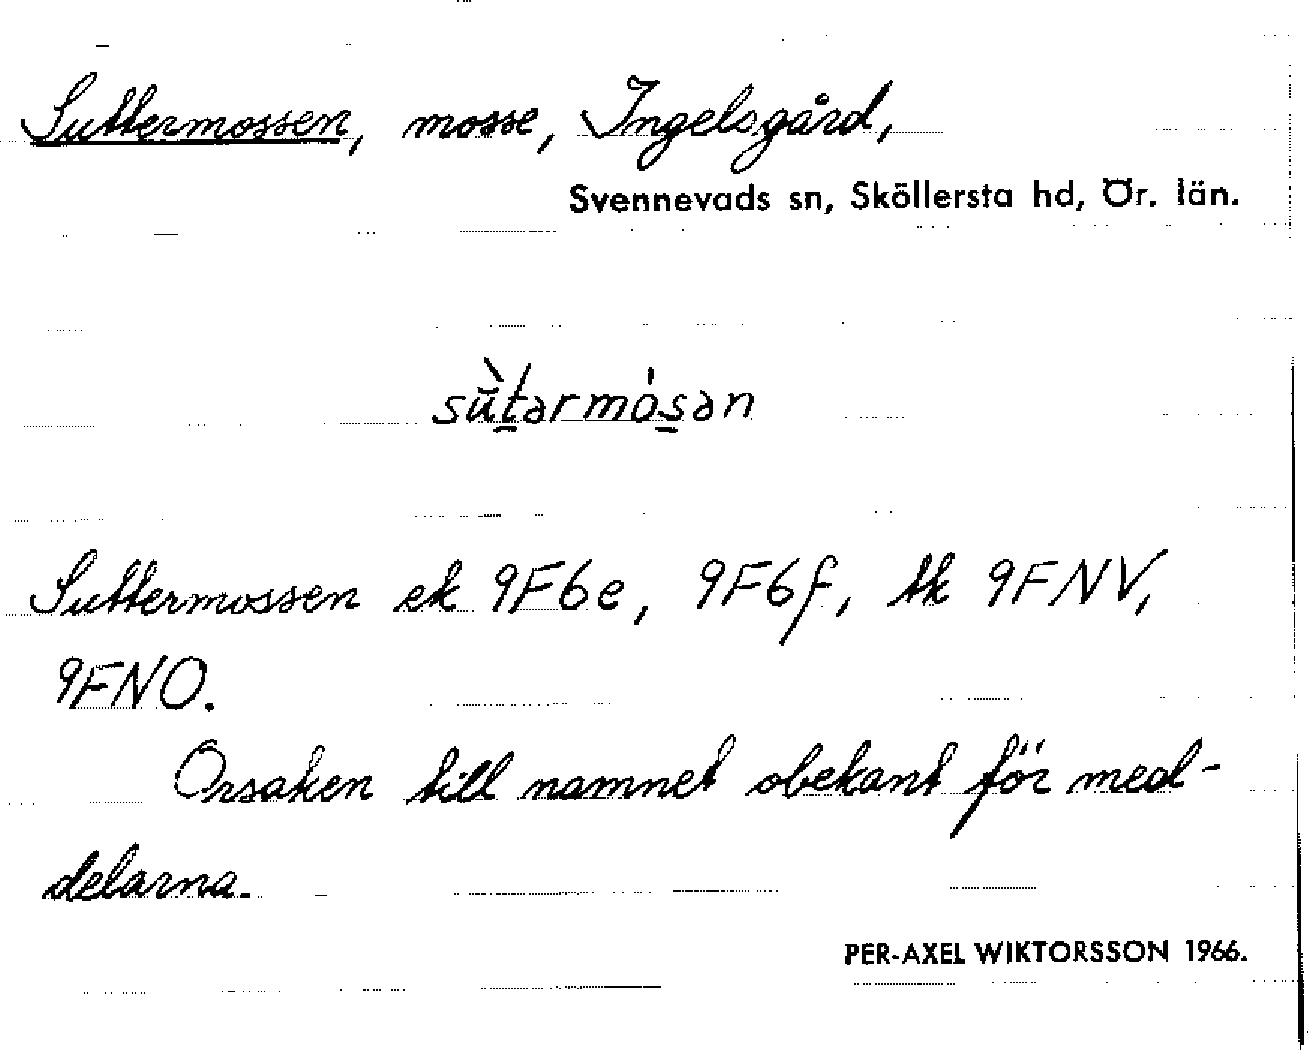 Suttermossen, mosse, Ingelsgård,
Svennevads sn, Sköllersta hd, Ör. län.
sùtarmósan
Suttermossen ek 9F6e, 9F6f, tk 9FNV,
9FNO.
Orsaken till namnet obekant för med-
delarna.
PER-AXEL WIKTORSSON 1966.